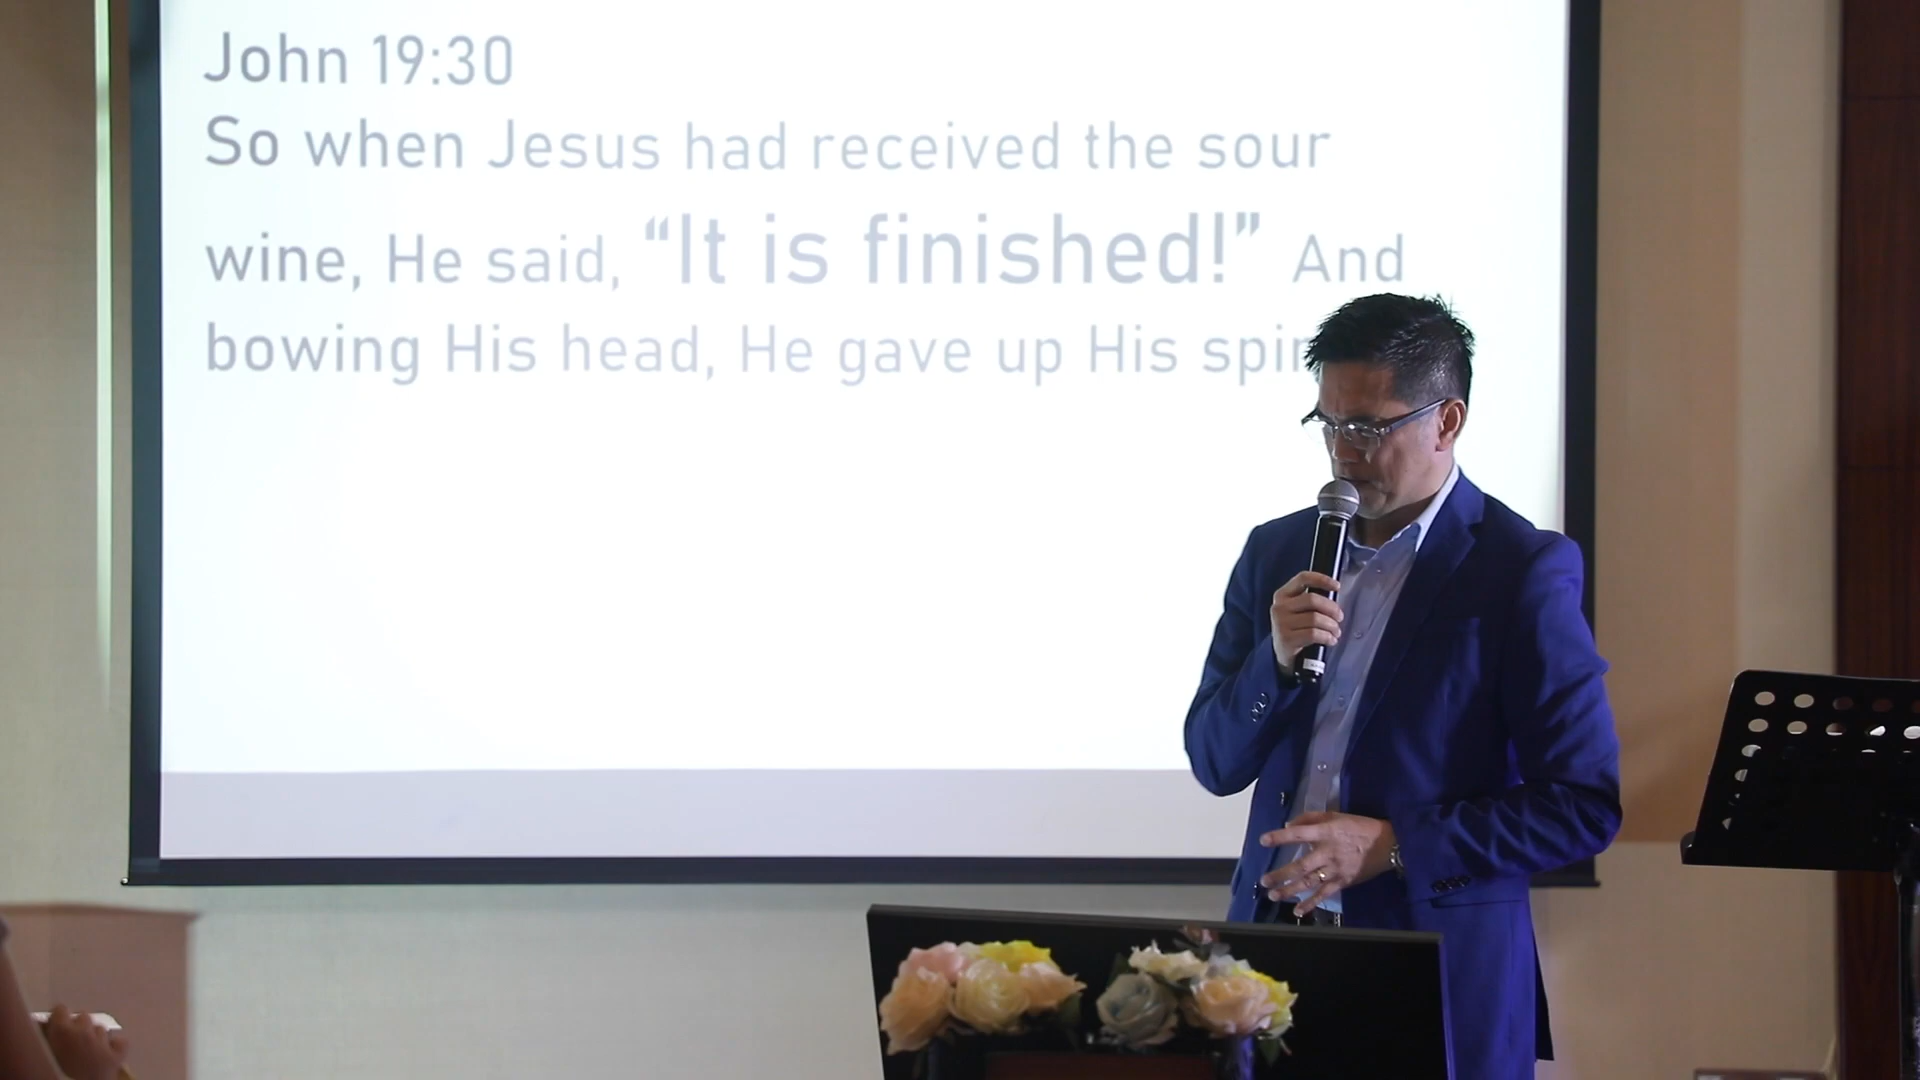 John 19:30
So when Jesus had received the sour
wine, He said, “It is finished!” And
bowing His head, He gave up His